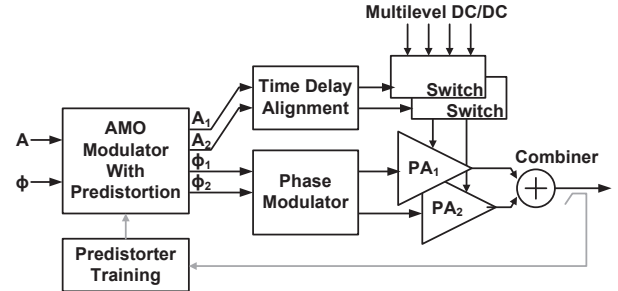 Multilevel DC/DC
Switch
Switch
Time Delay
Alignment
A
ϕ
AMO
Modulator
With
Predistortion
A₁
A₂
ϕ₁
ϕ₂
Phase
Modulator
PA₁
PA₂
Combiner
+
Predistorter
Training